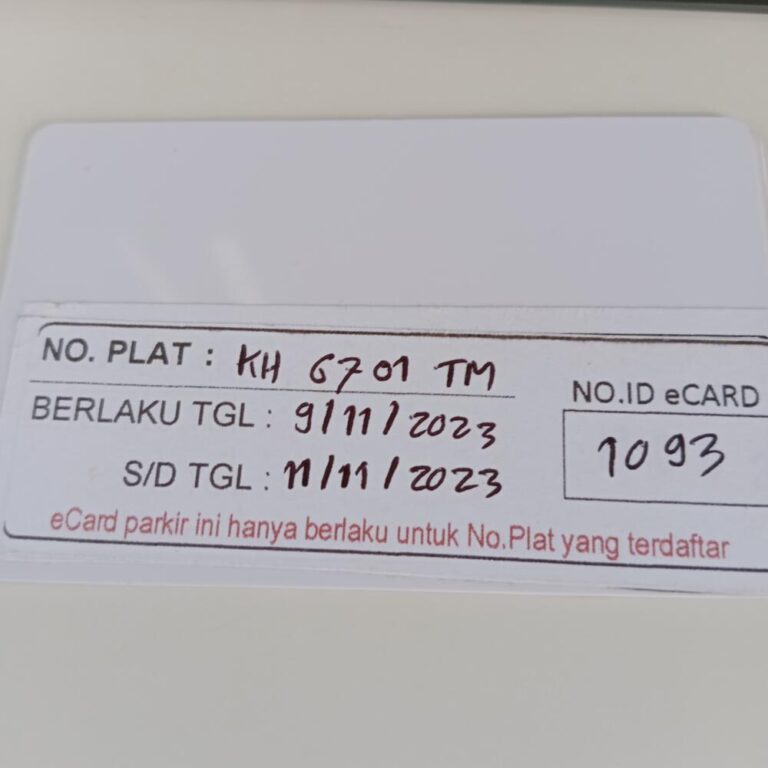 NO. PLAT : KH 6701 TM
BERLAKU TGL : 9/11/2023
S/D TGL : 11/11/2023
NO.ID eCARD
1093
eCard parkir ini hanya berlaku untuk No.Plat yang terdaftar